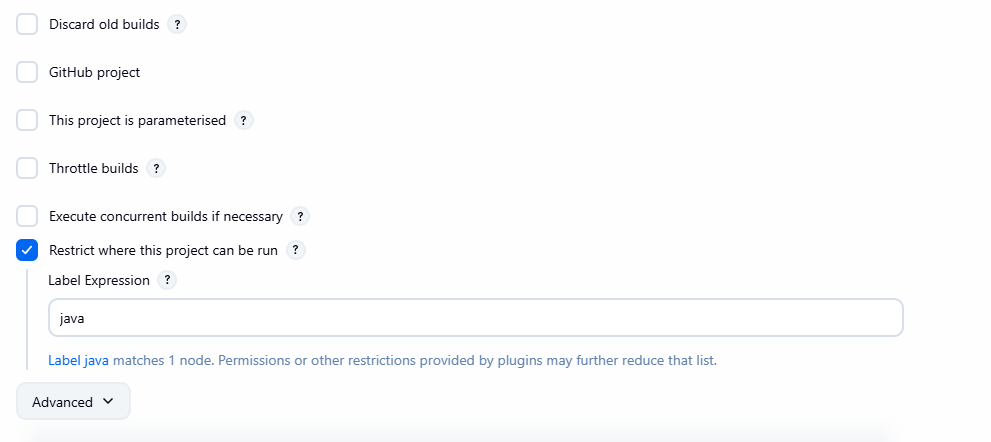 Discard old builds ?
GitHub project
This project is parameterised ?
Throttle builds ?
Execute concurrent builds if necessary ?
Restrict where this project can be run ?
Label Expression ?
java
Label java matches 1 node. Permissions or other restrictions provided by plugins may further reduce that list.
Advanced